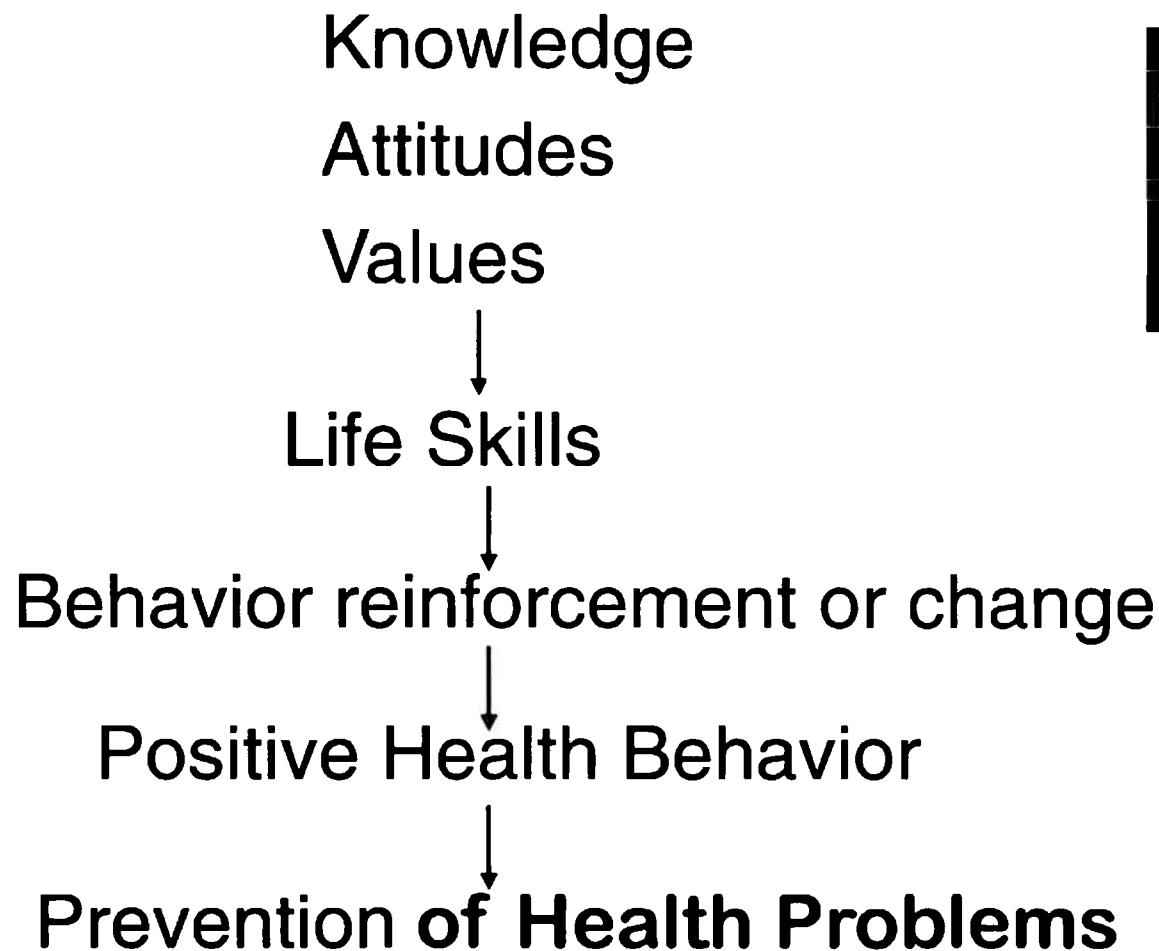 Knowledge
Attitudes
Values
Life Skills
Behavior reinforcement or change
Positive Health Behavior
Prevention of Health Problems